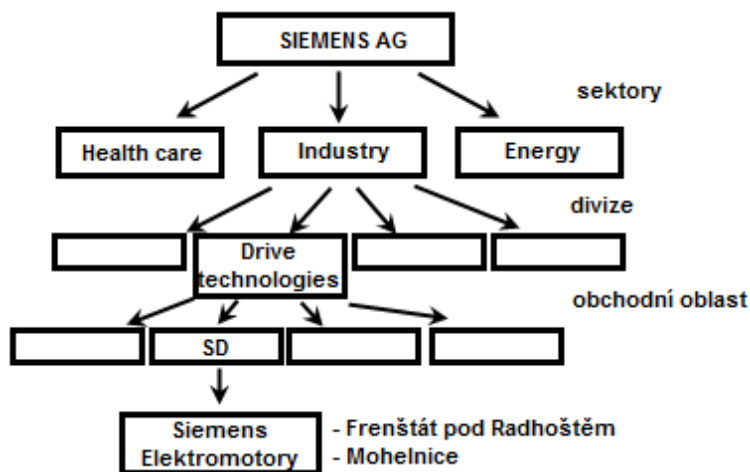 SIEMENS AG
sektory
Health care
Industry
Energy
divize
Drive
technologies
obchodní oblast
SD
Siemens
Elektromotory
- Frenštát pod Radhoštěm
- Mohelnice